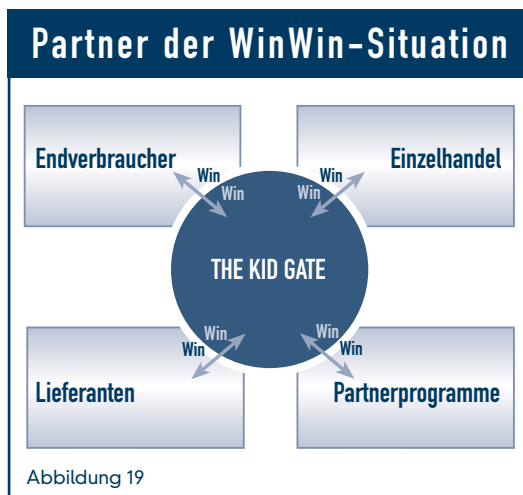 Partner der WinWin-Situation
Endverbraucher
Einzelhandel
Win
Win
Win
Win
THE KID GATE
Win
Win
Win
Win
Lieferanten
Partnerprogramme
Abbildung 19